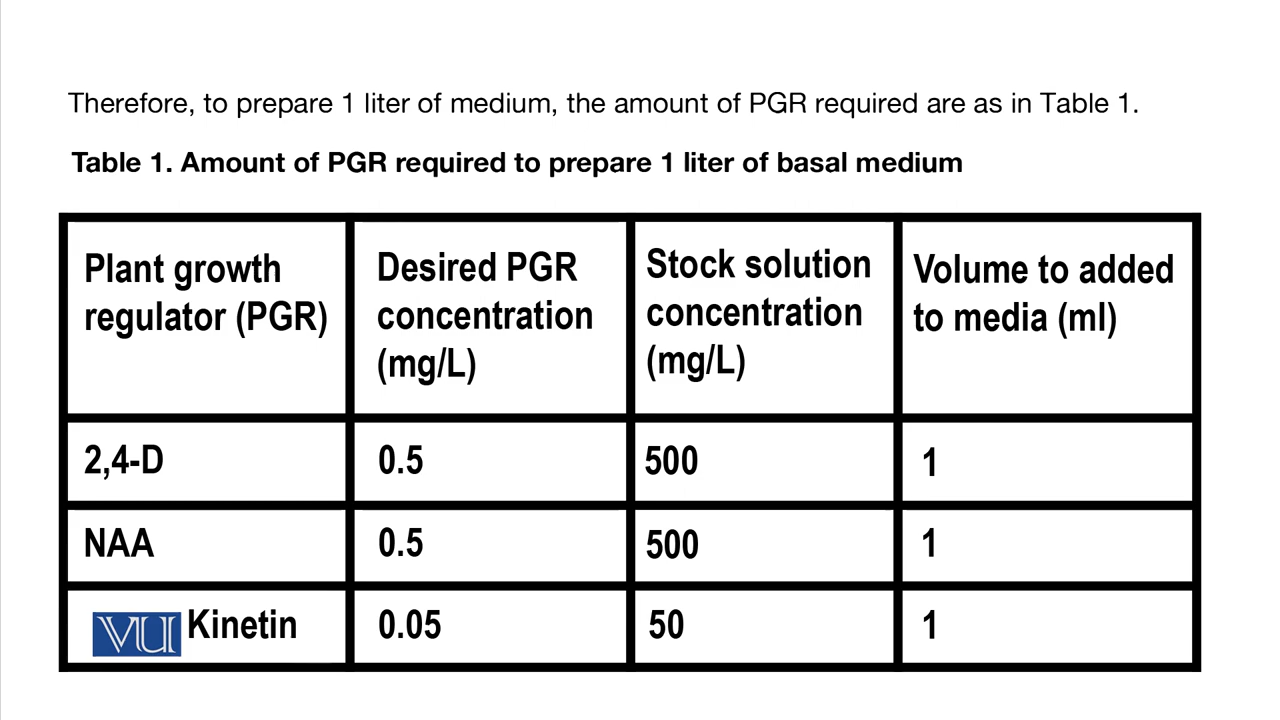 Therefore, to prepare 1 liter of medium, the amount of PGR required are as in Table 1.
Table 1. Amount of PGR required to prepare 1 liter of basal medium
Plant growth regulator (PGR) Desired PGR concentration (mg/L) Stock solution concentration (mg/L) Volume to added to media (ml)
2,4-D 0.5 500 1
NAA 0.5 500 1
VU Kinetin 0.05 50 1